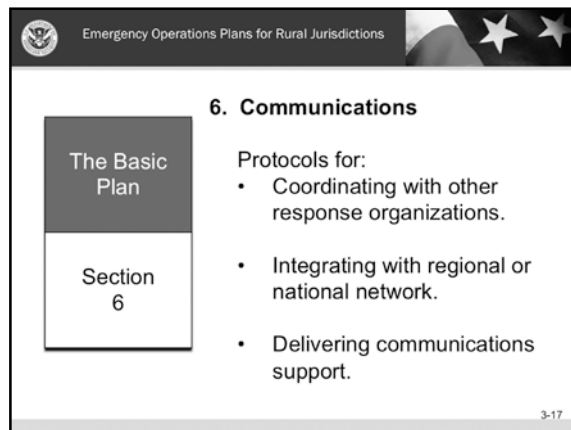 Emergency Operations Plans for Rural Jurisdictions
6. Communications
The Basic
Plan
Section
6
Protocols for:
• Coordinating with other
response organizations.
• Integrating with regional or
national network.
• Delivering communications
support.
3-17